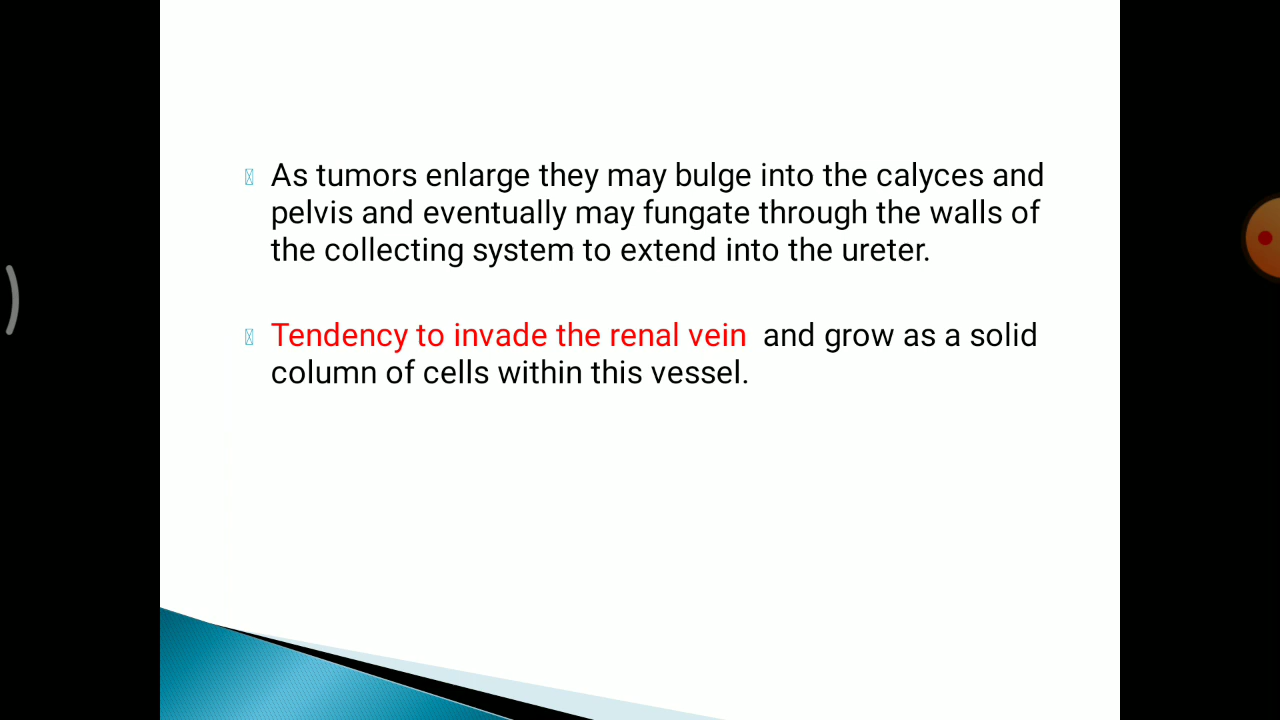 As tumors enlarge they may bulge into the calyces and
pelvis and eventually may fungate through the walls of
the collecting system to extend into the ureter.
Tendency to invade the renal vein and grow as a solid
column of cells within this vessel.